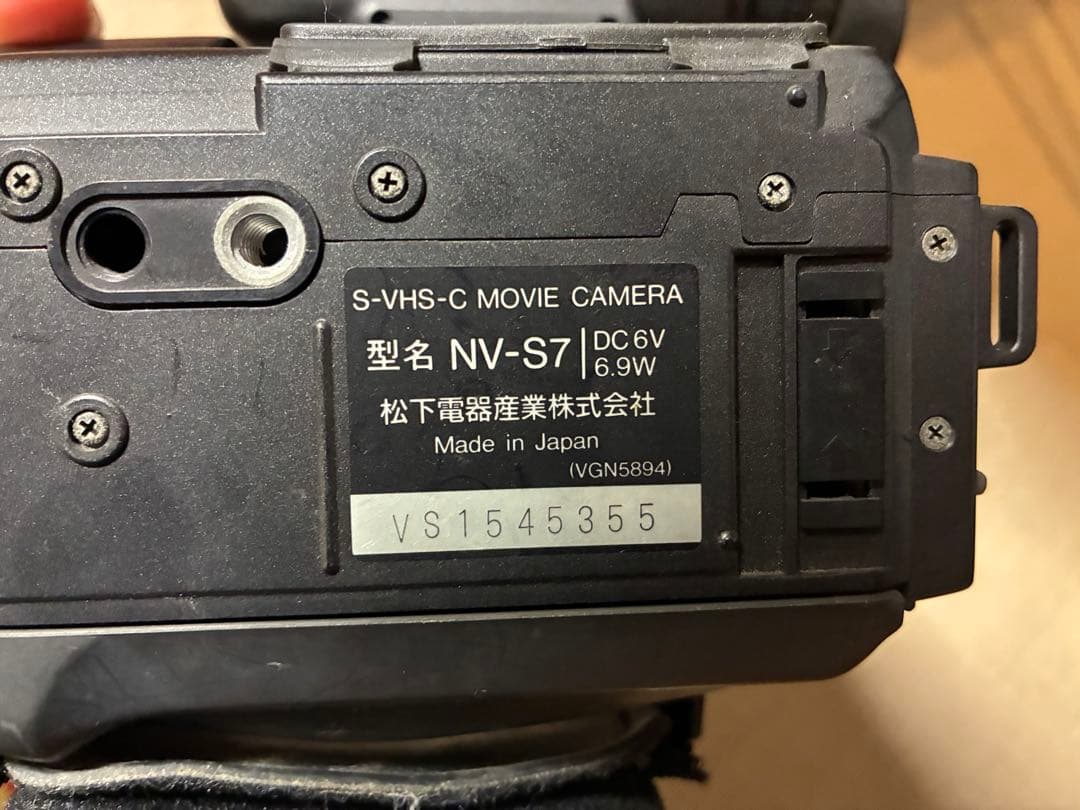 S-VHS-C MOVIE CAMERA
型名 NV-S7 DC 6V
6.9W
松下電器産業株式会社
Made in Japan
(VGN5894)
VS1545355